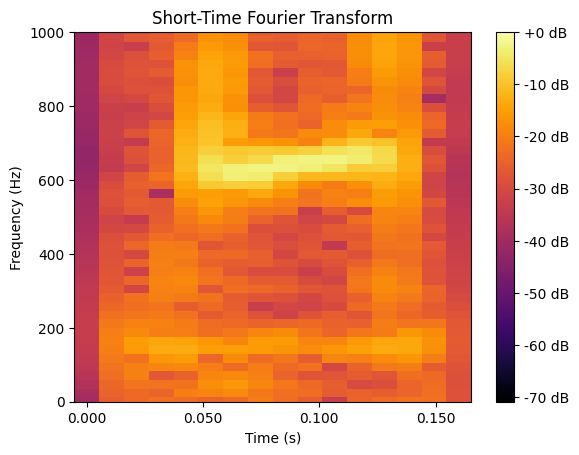 Short-Time Fourier Transform
1000
800
600
400
200
0
Frequency (Hz)
0.000
0.050
0.100
0.150
Time (s)
+0 dB
-10 dB
-20 dB
-30 dB
-40 dB
-50 dB
-60 dB
-70 dB